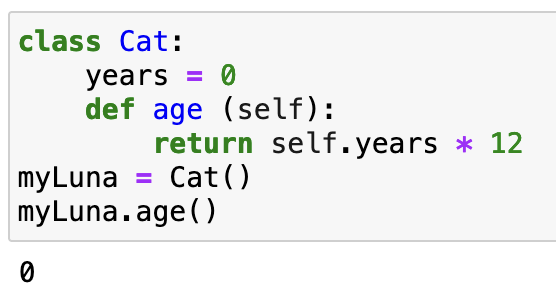 class Cat:
    years = 0
    def age (self):
        return self.years * 12
myLuna = Cat()
myLuna.age()
0